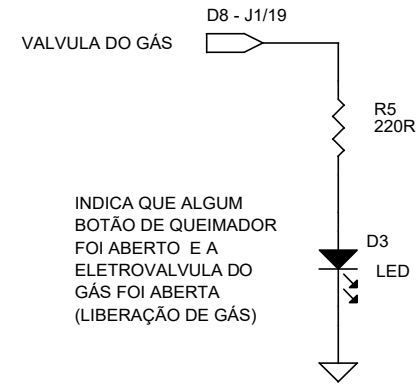 D8 - J1/19
VALVULA DO GÁS
R5
220R
INDICA QUE ALGUM
BOTÃO DE QUEIMADOR
FOI ABERTO E A
ELETROVALVULA DO
GÁS FOI ABERTA
(LIBERAÇÃO DE GÁS)
D3
LED